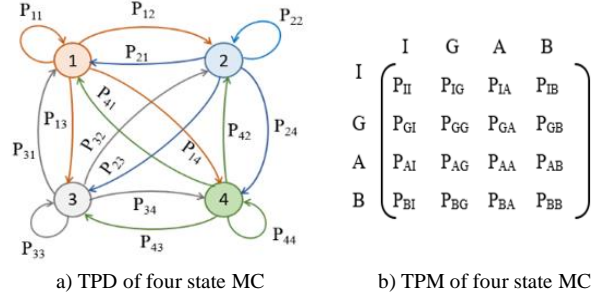 P11
P12
P22
1
P21
2
P41
P13
P32
P14
P42
P24
P31
P23
3
P34
4
P33
P43
P44
a) TPD of four state MC
I G A B
I PII PIG PIA PIB
G PGI PGG PGA PGB
A PAI PAG PAA PAB
B PBI PBG PBA PBB
b) TPM of four state MC